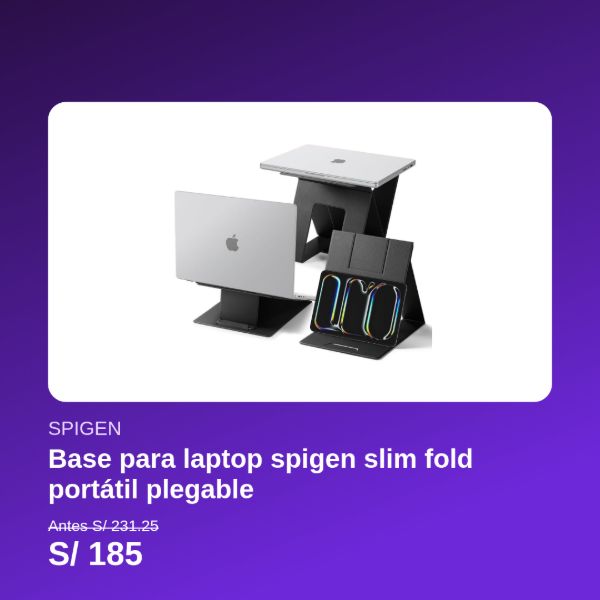 SPIGEN
Base para laptop spigen slim fold
portátil plegable
Antes S/ 231.25
S/ 185